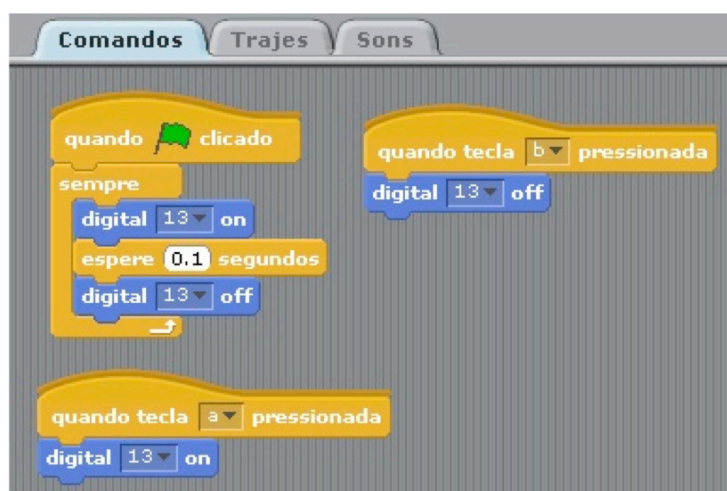 Comandos Trajes Sons
quando clicado
sempre
digital 13 on
espere 0.1 segundos
digital 13 off
quando tecla b pressionada
digital 13 off
quando tecla a pressionada
digital 13 on